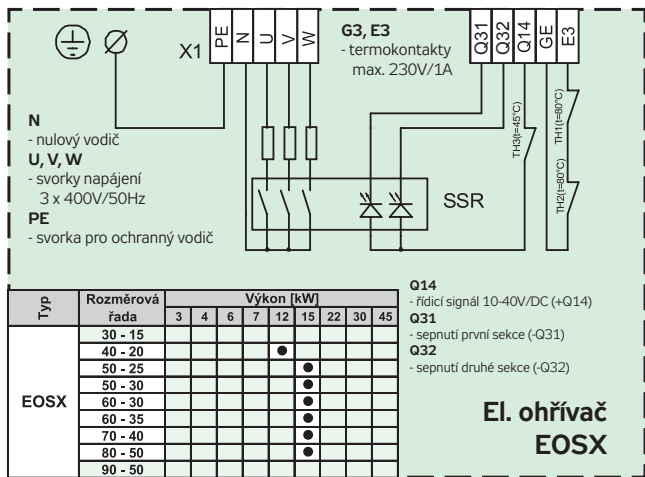 X1
PE
N
U
V
W
G3, E3
- termokontakty
max. 230V/1A
Q31
Q32
Q14
GE
E3
N
- nulový vodič
U, V, W
- svorky napájení
3 x 400V/50Hz
PE
- svorka pro ochranný vodič
TH3(t=45°C)
TH1(t=80°C)
TH2(t=80°C)
SSR
Q14
- řídicí signál 10-40V/DC (+Q14)
Q31
- sepnutí první sekce (-Q31)
Q32
- sepnutí druhé sekce (-Q32)
Typ Rozměrová řada Výkon [kW]
3 4 6 7 12 15 22 30 45
EOSX
30 - 15
40 - 20 ●
50 - 25 ●
50 - 30 ●
60 - 30 ●
60 - 35 ●
70 - 40 ●
80 - 50 ●
90 - 50
El. ohřívač
EOSX